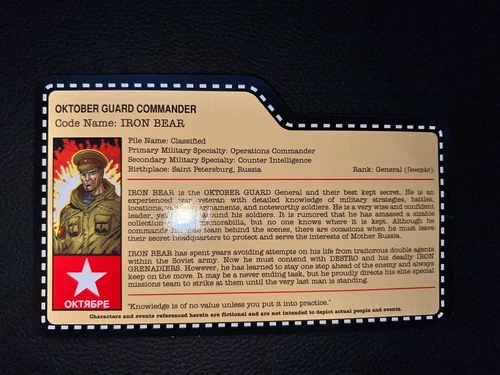 OKTOBER GUARD COMMANDER
Code Name: IRON BEAR
File Name: Classified
Primary Military Specialty: Operations Commander
Secondary Military Specialty: Counter Intelligence
Birthplace: Saint Petersburg, Russia Rank: General (Генерал)
IRON BEAR is the OKTOBER GUARD General and their best kept secret. He is an
experienced war veteran with detailed knowledge of military strategies, battles,
locations, armaments, and noteworthy soldiers. He is a very wise and confident
leader, around his soldiers. It is rumored that he has amassed a sizable
collection memorabilia, but no one knows where it is kept. Although he
commands his team behind the scenes, there are occasions when he must leave
their secret headquarters to protect and serve the interests of Mother Russia.
IRON BEAR has spent years avoiding attempts on his life from traitorous double agents
within the Soviet army. Now he must contend with DESTRO and his deadly IRON
GRENADIERS. However, he has learned to stay one step ahead of the enemy and always
keep on the move. It may be a never ending task, but he proudly directs his elite special
missions team to strike at them until the very last man is standing.
"Knowledge is of no value unless you put it into practice."
Characters and events referenced herein are fictional and are not intended to depict actual people and events.
ОКТЯБРЕ